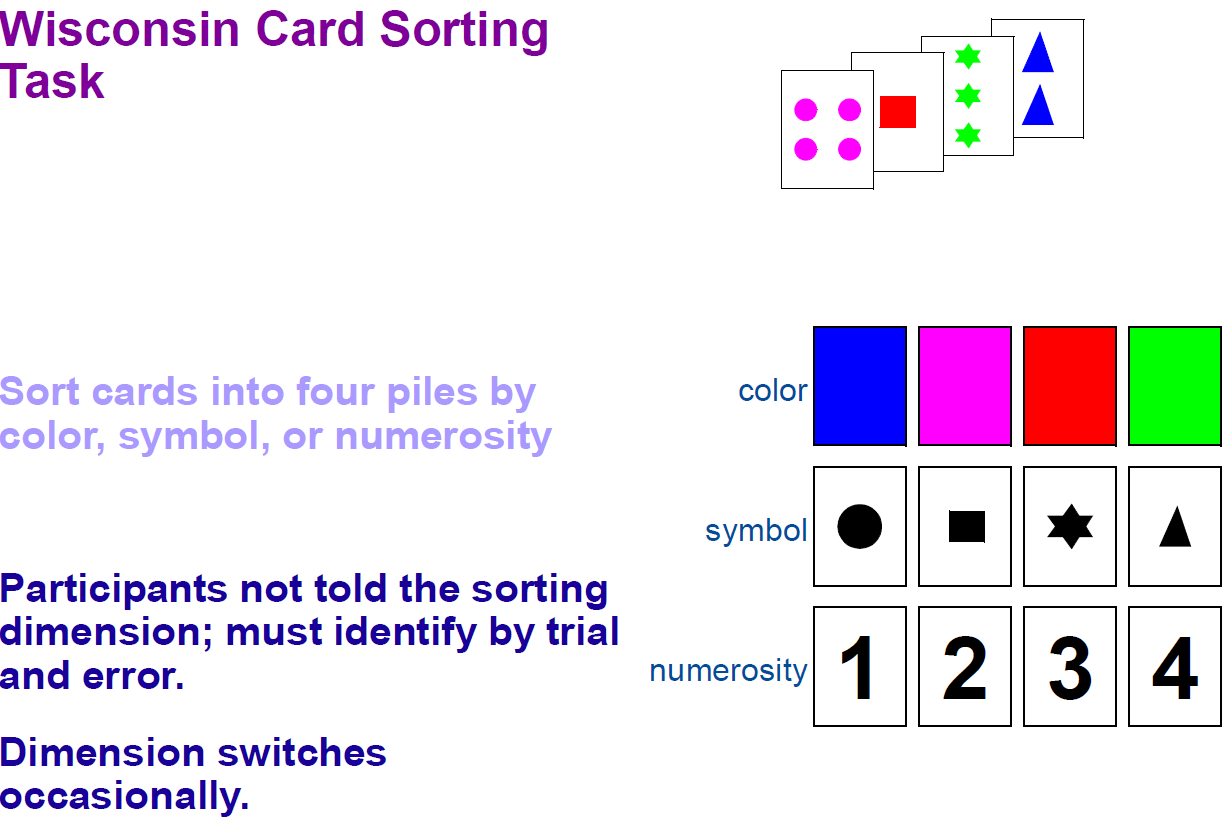 Wisconsin Card Sorting
Task
Sort cards into four piles by
color, symbol, or numerosity
Participants not told the sorting
dimension; must identify by trial
and error.
Dimension switches
occasionally.
color
symbol
numerosity
1 2 3 4